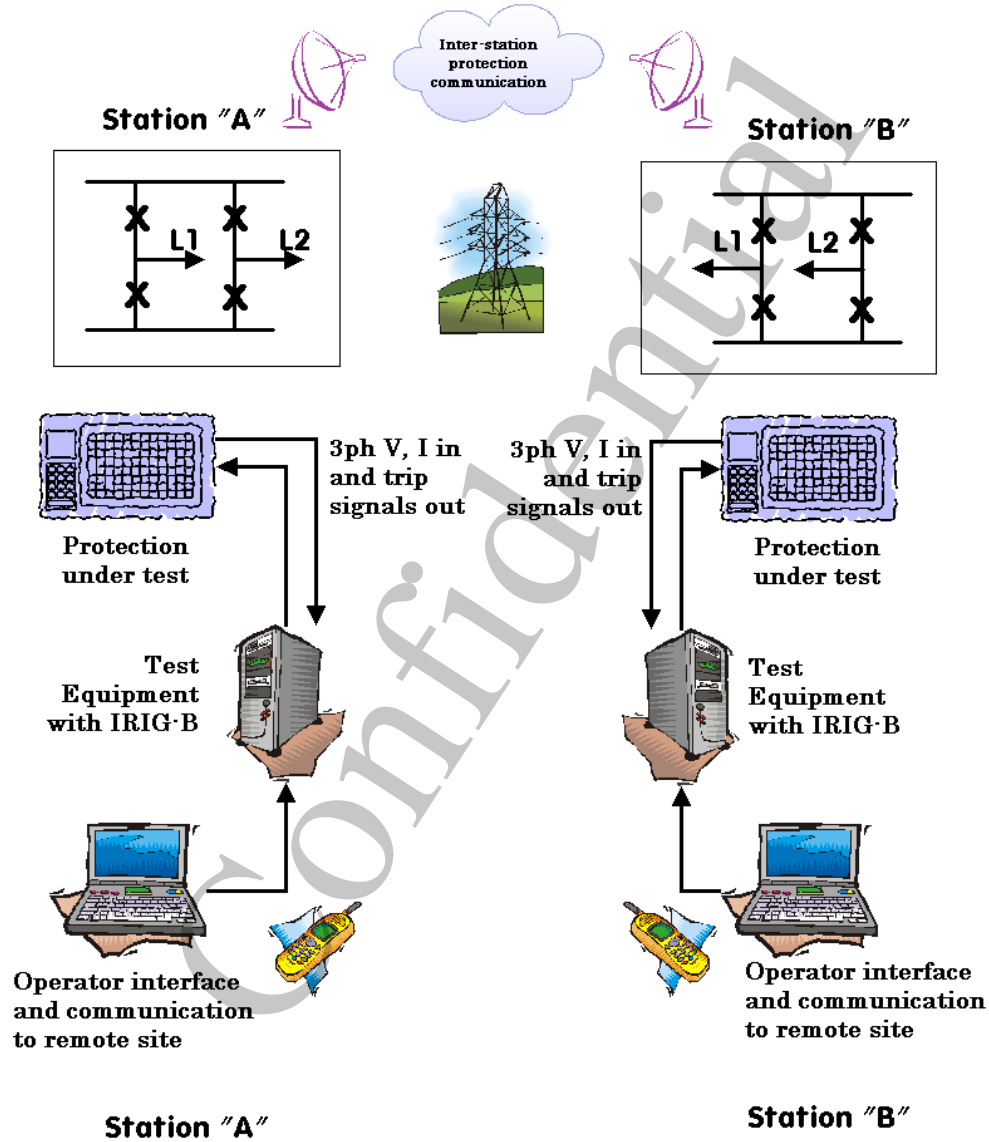 Inter-station
protection
communication
Station "A"
Station "B"
L1
L2
L1
L2
3ph V, I in
and trip
signals out
3ph V, I in
and trip
signals out
Protection
under test
Protection
under test
Test
Equipment
with IRIG-B
Test
Equipment
with IRIG-B
Operator interface
and communication
to remote site
Operator interface
and communication
to remote site
Station "A"
Station "B"
Confidential